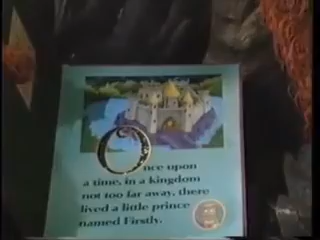 Once upon
a time, in a kingdom
not too far away, there
lived a little prince
named Firstly.